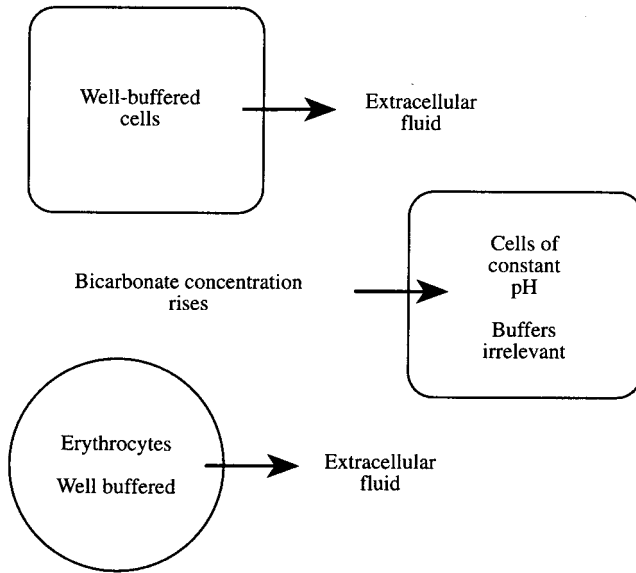 Well-buffered
cells
Extracellular
fluid
Bicarbonate concentration
rises
Cells of
constant
pH
Buffers
irrelevant
Erythrocytes
Well buffered
Extracellular
fluid